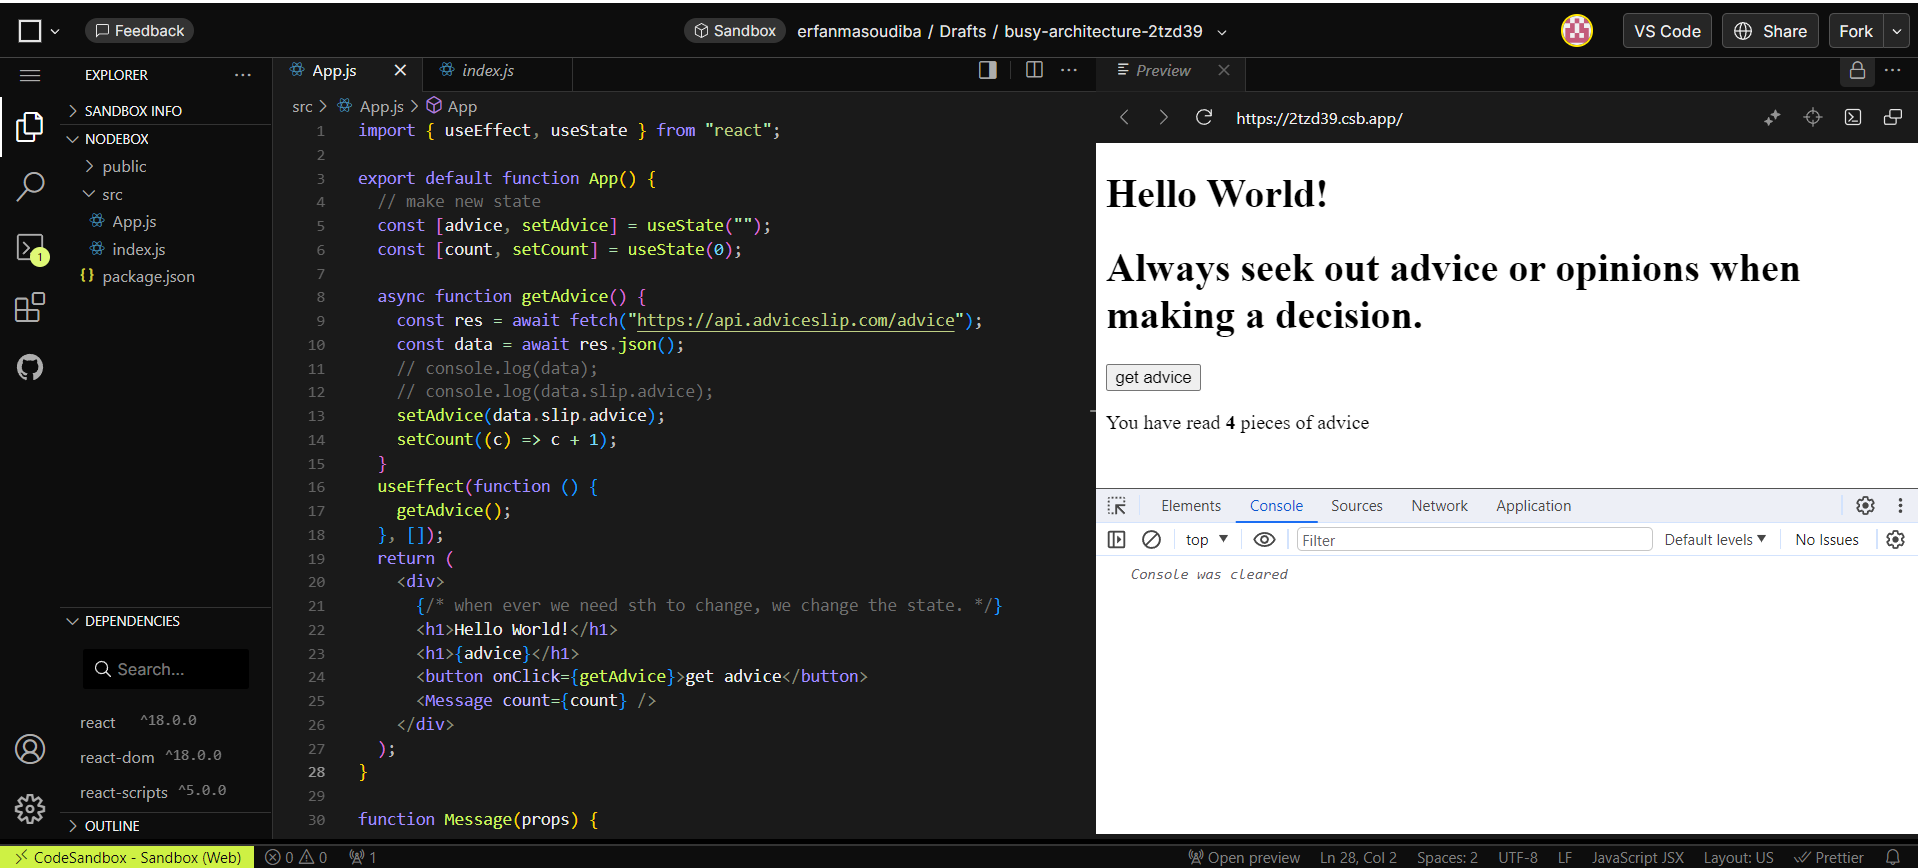 Feedback
Sandbox
erfanmasoudiba / Drafts / busy-architecture-2tzd39
VS Code
Share
Fork
EXPLORER
SANDBOX INFO
NODEBOX
public
src
App.js
index.js
package.json
1
DEPENDENCIES
Search...
react ^18.0.0
react-dom ^18.0.0
react-scripts ^5.0.0
OUTLINE
App.js
index.js
src > App.js > App
1 import { useEffect, useState } from "react";
2
3 export default function App() {
4 // make new state
5 const [advice, setAdvice] = useState("");
6 const [count, setCount] = useState(0);
7
8 async function getAdvice() {
9 const res = await fetch("https://api.adviceslip.com/advice");
10 const data = await res.json();
11 // console.log(data);
12 // console.log(data.slip.advice);
13 setAdvice(data.slip.advice);
14 setCount((c) => c + 1);
15 }
16 useEffect(function () {
17 getAdvice();
18 }, []);
19 return (
20 <div>
21 {/* when ever we need sth to change, we change the state. */}
22 <h1>Hello World!</h1>
23 <h1>{advice}</h1>
24 <button onClick={getAdvice}>get advice</button>
25 <Message count={count} />
26 </div>
27 );
28 }
29
30 function Message(props) {
Preview
https://2tzd39.csb.app/
Hello World!
Always seek out advice or opinions when
making a decision.
get advice
You have read 4 pieces of advice
Elements Console Sources Network Application
top Filter Default levels No Issues
Console was cleared
CodeSandbox - Sandbox (Web) 0 0 1
Open preview Ln 28, Col 2 Spaces: 2 UTF-8 LF JavaScript JSX Layout: US Prettier